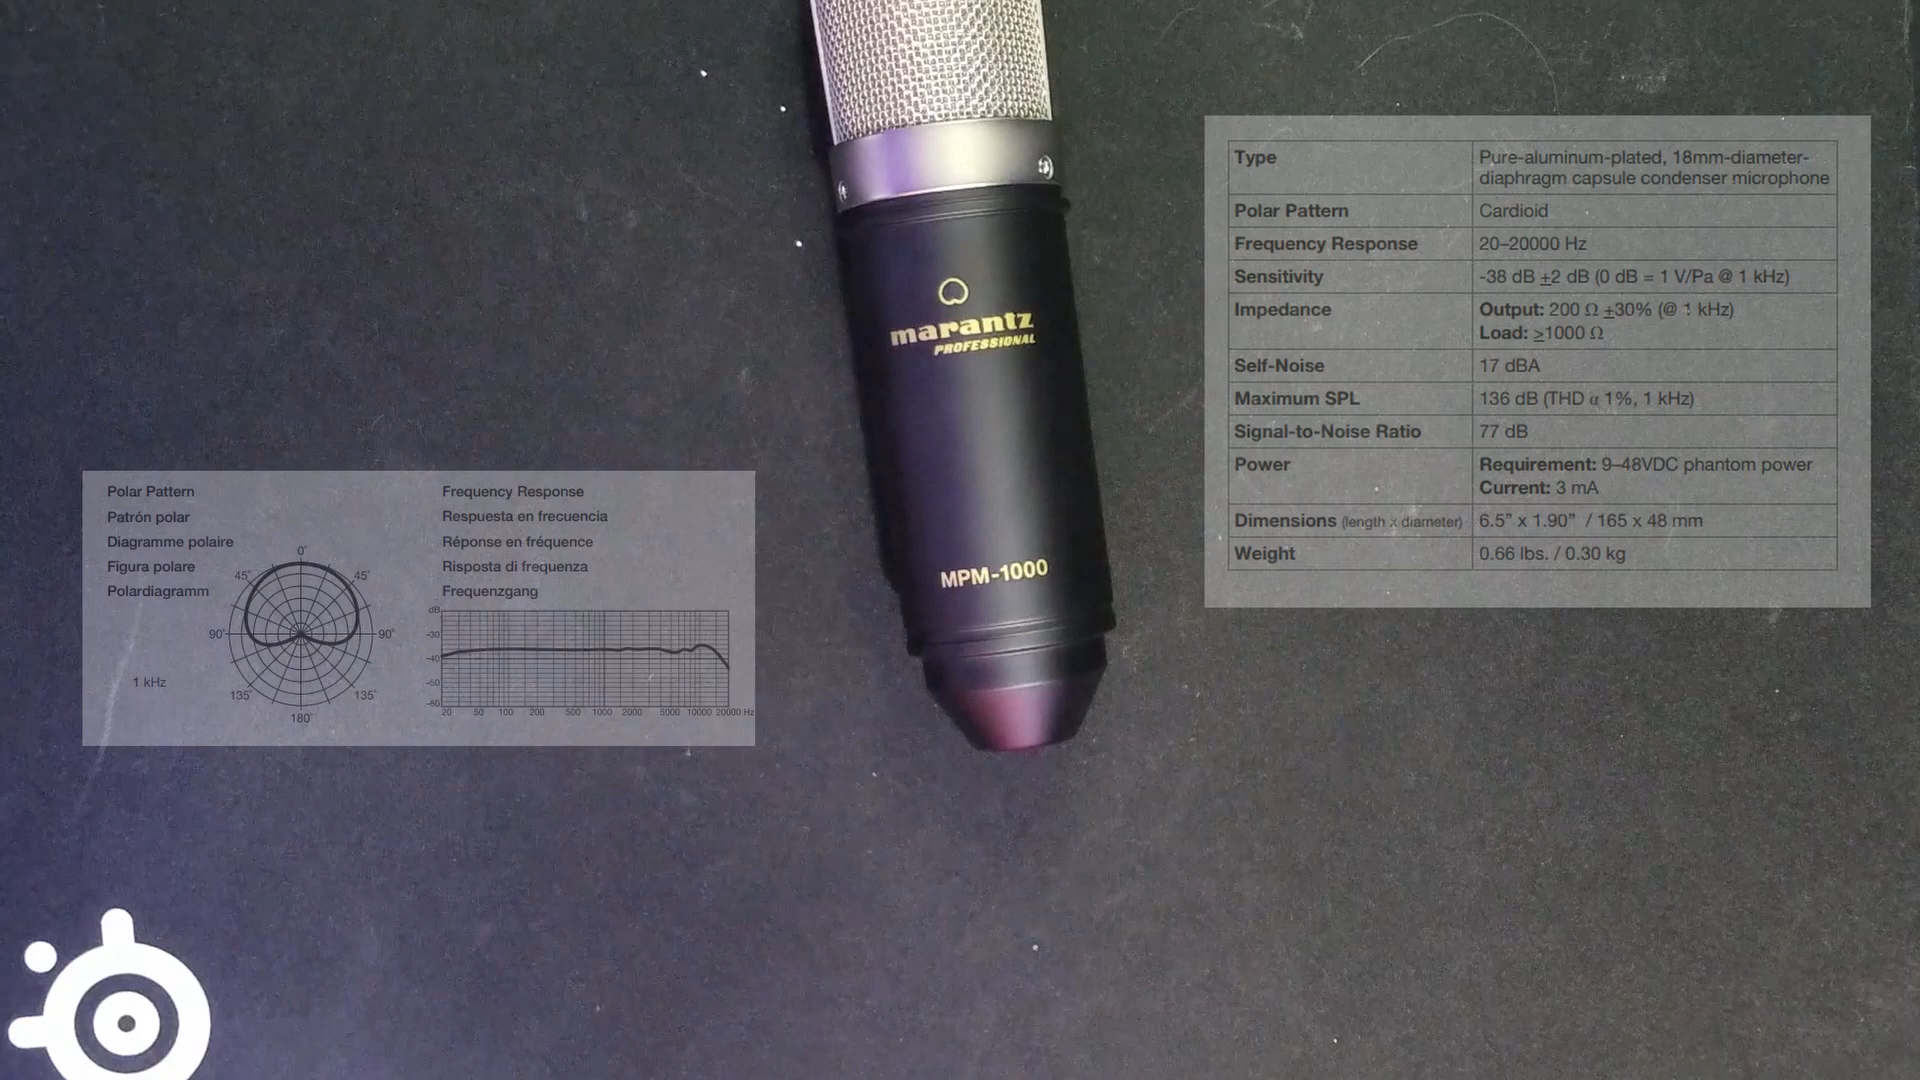 marantz
PROFESSIONAL
MPM-1000
Polar Pattern
Patrón polar
Diagramme polaire
Figura polare
Polardiagramm
0°
45°
45°
90°
90°
135°
135°
180°
1 kHz
Frequency Response
Respuesta en frecuencia
Réponse en fréquence
Risposta di frequenza
Frequenzgang
dB
-30
-40
-50
-60
20 50 100 200 500 1000 2000 5000 10000 20000 Hz
Type Pure-aluminum-plated, 18mm-diameter-
diaphragm capsule condenser microphone
Polar Pattern Cardioid
Frequency Response 20–20000 Hz
Sensitivity -38 dB ±2 dB (0 dB = 1 V/Pa @ 1 kHz)
Impedance Output: 200 Ω ±30% (@ 1 kHz)
Load: ≥1000 Ω
Self-Noise 17 dBA
Maximum SPL 136 dB (THD α 1%, 1 kHz)
Signal-to-Noise Ratio 77 dB
Power Requirement: 9–48VDC phantom power
Current: 3 mA
Dimensions (length x diameter) 6.5” x 1.90” / 165 x 48 mm
Weight 0.66 lbs. / 0.30 kg